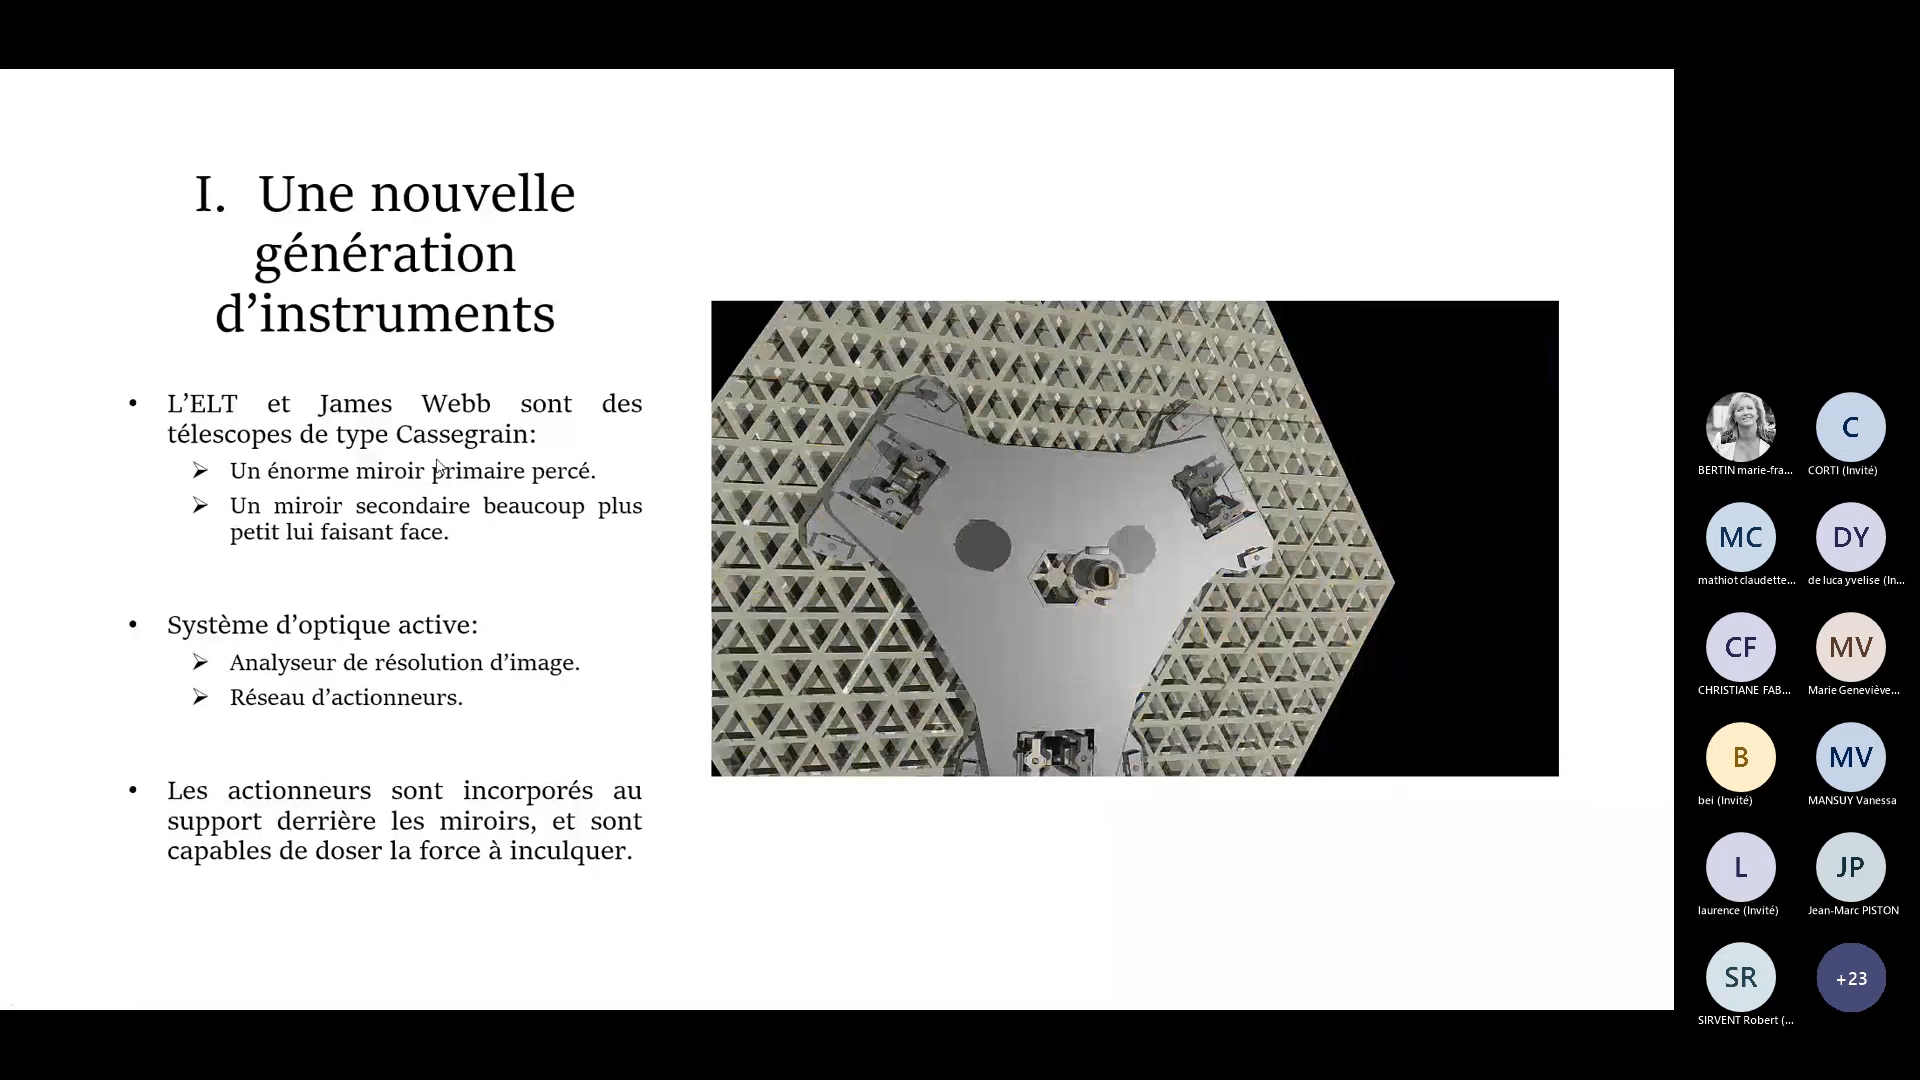 I. Une nouvelle
génération
d’instruments
• L’ELT et James Webb sont des
télescopes de type Cassegrain:
➢ Un énorme miroir primaire percé.
➢ Un miroir secondaire beaucoup plus
petit lui faisant face.
• Système d’optique active:
➢ Analyseur de résolution d’image.
➢ Réseau d’actionneurs.
• Les actionneurs sont incorporés au
support derrière les miroirs, et sont
capables de doser la force à inculquer.
BERTIN marie-fra...
C
CORTI (Invité)
MC
mathiot claudette...
DY
de luca yvelise (In...
CF
CHRISTIANE FAB...
MV
Marie Geneviève...
B
bei (Invité)
MV
MANSUY Vanessa
L
laurence (Invité)
JP
Jean-Marc PISTON
SR
SIRVENT Robert (...
+23